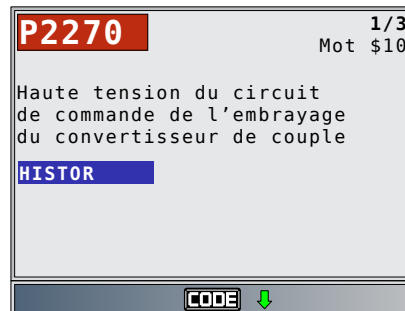 P2270
1/3
Mot $10
Haute tension du circuit
de commande de l'embrayage
du convertisseur de couple
HISTOR
CODE